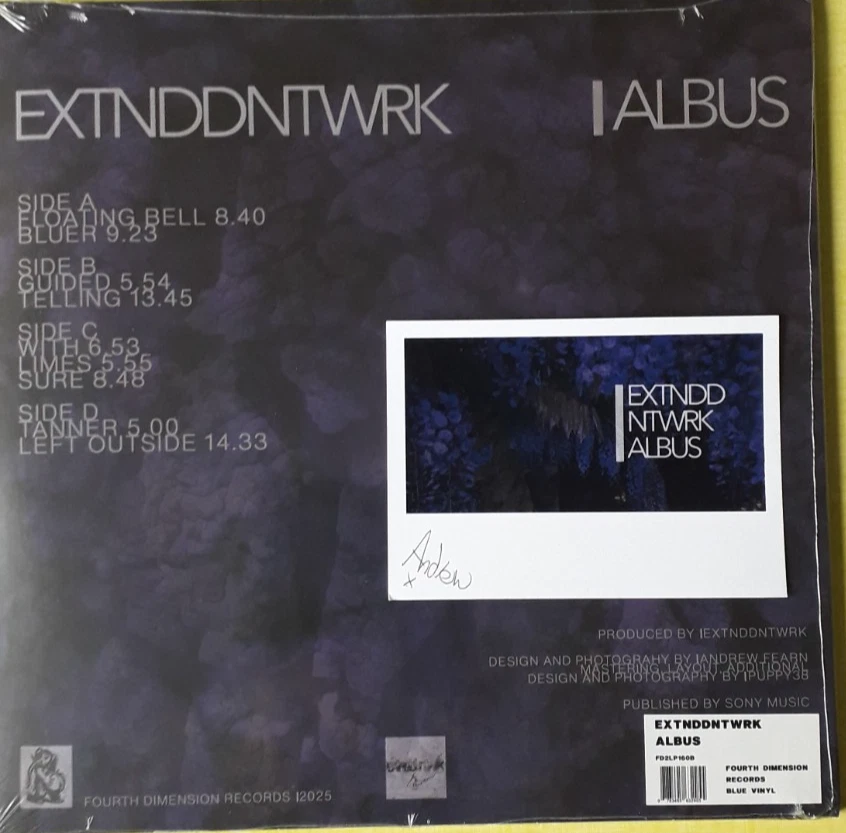 EXTNDDNTWRK
|ALBUS
SIDE A
FLOATING BELL 8.40
BLUER 9.23
SIDE B
GUIDED 5.54
TELLING 13.45
SIDE C
WITH 6.53
LIMES 5.55
SURE 8.48
SIDE D
TANNER 5.00
LEFT OUTSIDE 14.33
EXTNDD
NTWRK
ALBUS
Andrew
x
PRODUCED BY |EXTNDDNTWRK
DESIGN AND PHOTOGRAHY BY |ANDREW FEARN
MASTERING, LAYOUT, ADDITIONAL
DESIGN AND PHOTOGRAPHY BY |PUPPY38
PUBLISHED BY SONY MUSIC
EXTNDDNTWRK
ALBUS
FD2LP160B
FOURTH DIMENSION
RECORDS
BLUE VINYL
FOURTH DIMENSION RECORDS |2025